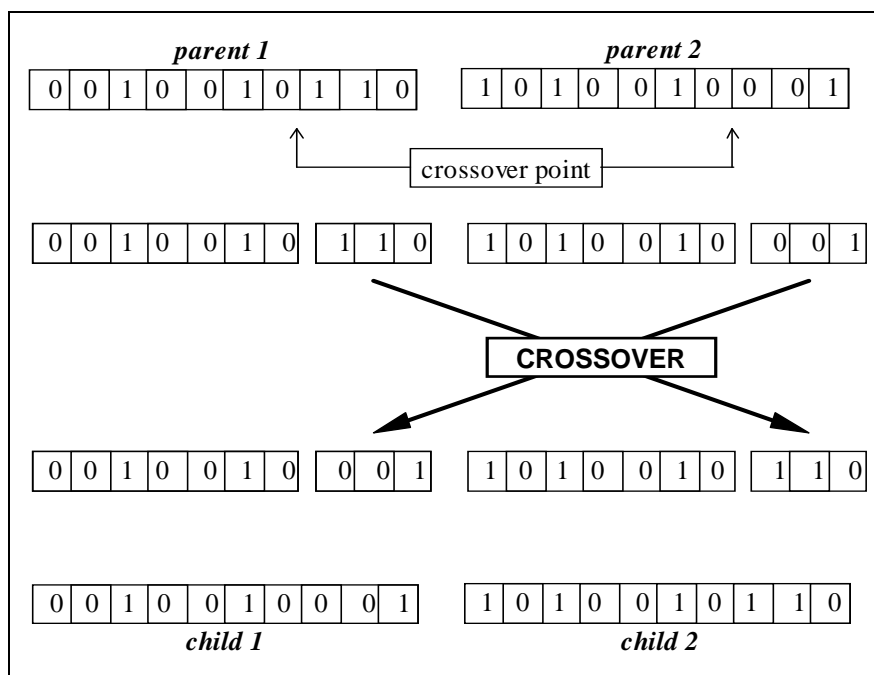 parent 1 parent 2
0 0 1 0 0 1 0 1 1 0 1 0 1 0 0 1 0 0 0 1
crossover point
0 0 1 0 0 1 0 1 1 0 1 0 1 0 0 1 0 0 0 1
CROSSOVER
0 0 1 0 0 1 0 0 0 1 1 0 1 0 0 1 0 1 1 0
0 0 1 0 0 1 0 0 0 1 1 0 1 0 0 1 0 1 1 0
child 1 child 2